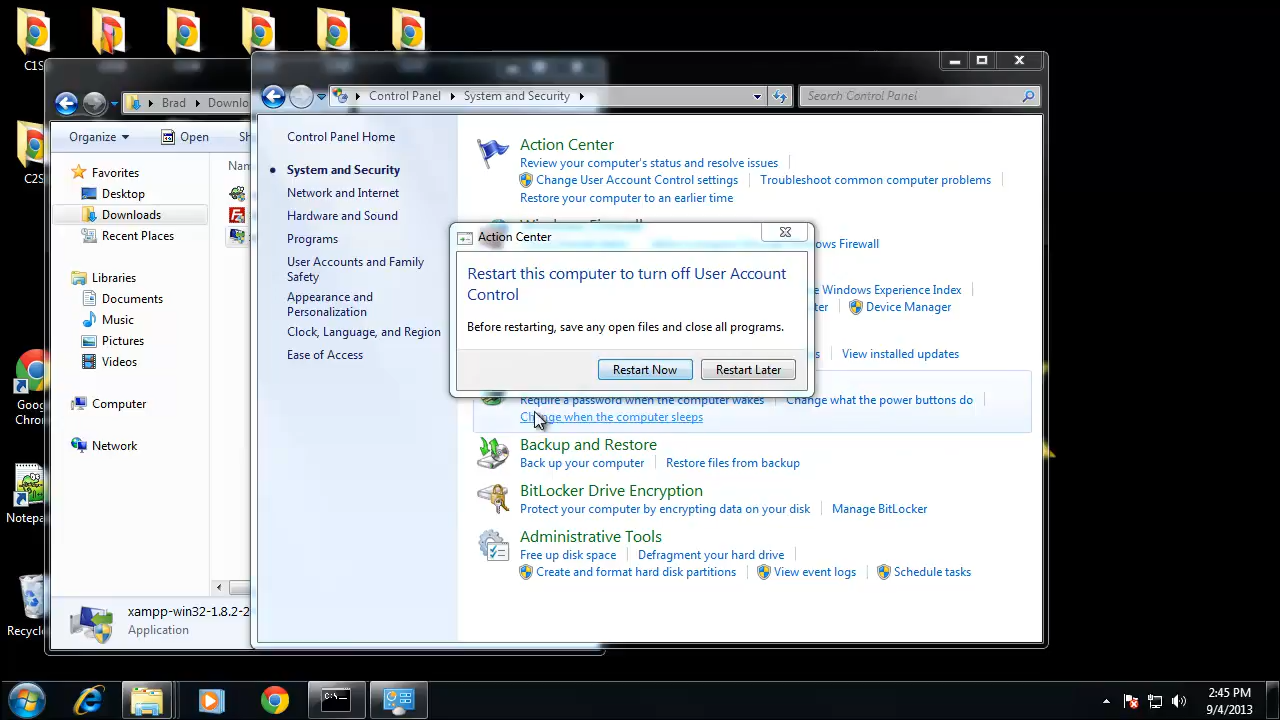 C1S
Brad
Downlo
Organize
Open
Sh
Favorites
Nan
Desktop
Downloads
Recent Places
C2S
Libraries
Documents
Music
Pictures
Videos
Computer
Network
Goog
Chron
Notepa
Recycl
xampp-win32-1.8.2-2
Application
Control Panel
System and Security
Search Control Panel
Control Panel Home
System and Security
Network and Internet
Hardware and Sound
Programs
User Accounts and Family
Safety
Appearance and
Personalization
Clock, Language, and Region
Ease of Access
Action Center
Review your computer's status and resolve issues
Change User Account Control settings
Troubleshoot common computer problems
Restore your computer to an earlier time
ws Firewall
Action Center
Restart this computer to turn off User Account
Control
Before restarting, save any open files and close all programs.
Restart Now
Restart Later
e Windows Experience Index
ter
Device Manager
s
View installed updates
Require a password when the computer wakes
Change what the power buttons do
Change when the computer sleeps
Backup and Restore
Back up your computer
Restore files from backup
BitLocker Drive Encryption
Protect your computer by encrypting data on your disk
Manage BitLocker
Administrative Tools
Free up disk space
Defragment your hard drive
Create and format hard disk partitions
View event logs
Schedule tasks
C:\.
2:45 PM
9/4/2013